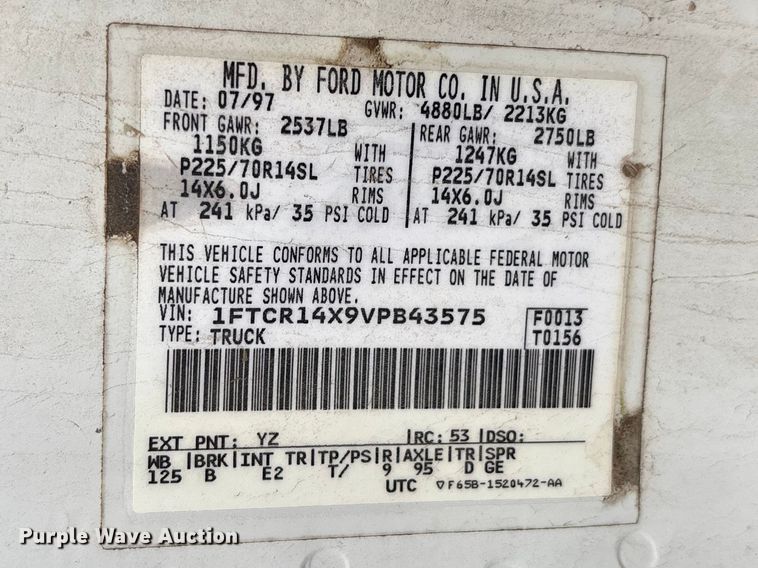 MFD. BY FORD MOTOR CO. IN U.S.A.
DATE: 07/97 GVWR: 4880LB/ 2213KG
FRONT GAWR: 2537LB REAR GAWR: 2750LB
1150KG WITH 1247KG WITH
P225/70R14SL TIRES P225/70R14SL TIRES
14X6.0J RIMS 14X6.0J RIMS
AT 241 kPa/ 35 PSI COLD AT 241 kPa/ 35 PSI COLD
THIS VEHICLE CONFORMS TO ALL APPLICABLE FEDERAL MOTOR
VEHICLE SAFETY STANDARDS IN EFFECT ON THE DATE OF
MANUFACTURE SHOWN ABOVE.
VIN: 1FTCR14X9VPB43575 F0013
TYPE: TRUCK T0156
EXT PNT: YZ |RC: 53 |DSO:
WB |BRK|INT TR|TP/PS|R|AXLE|TR|SPR
125 B E2 T/ 9 95 D GE
UTC ▽F65B-1520472-AA
Purple Wave Auction